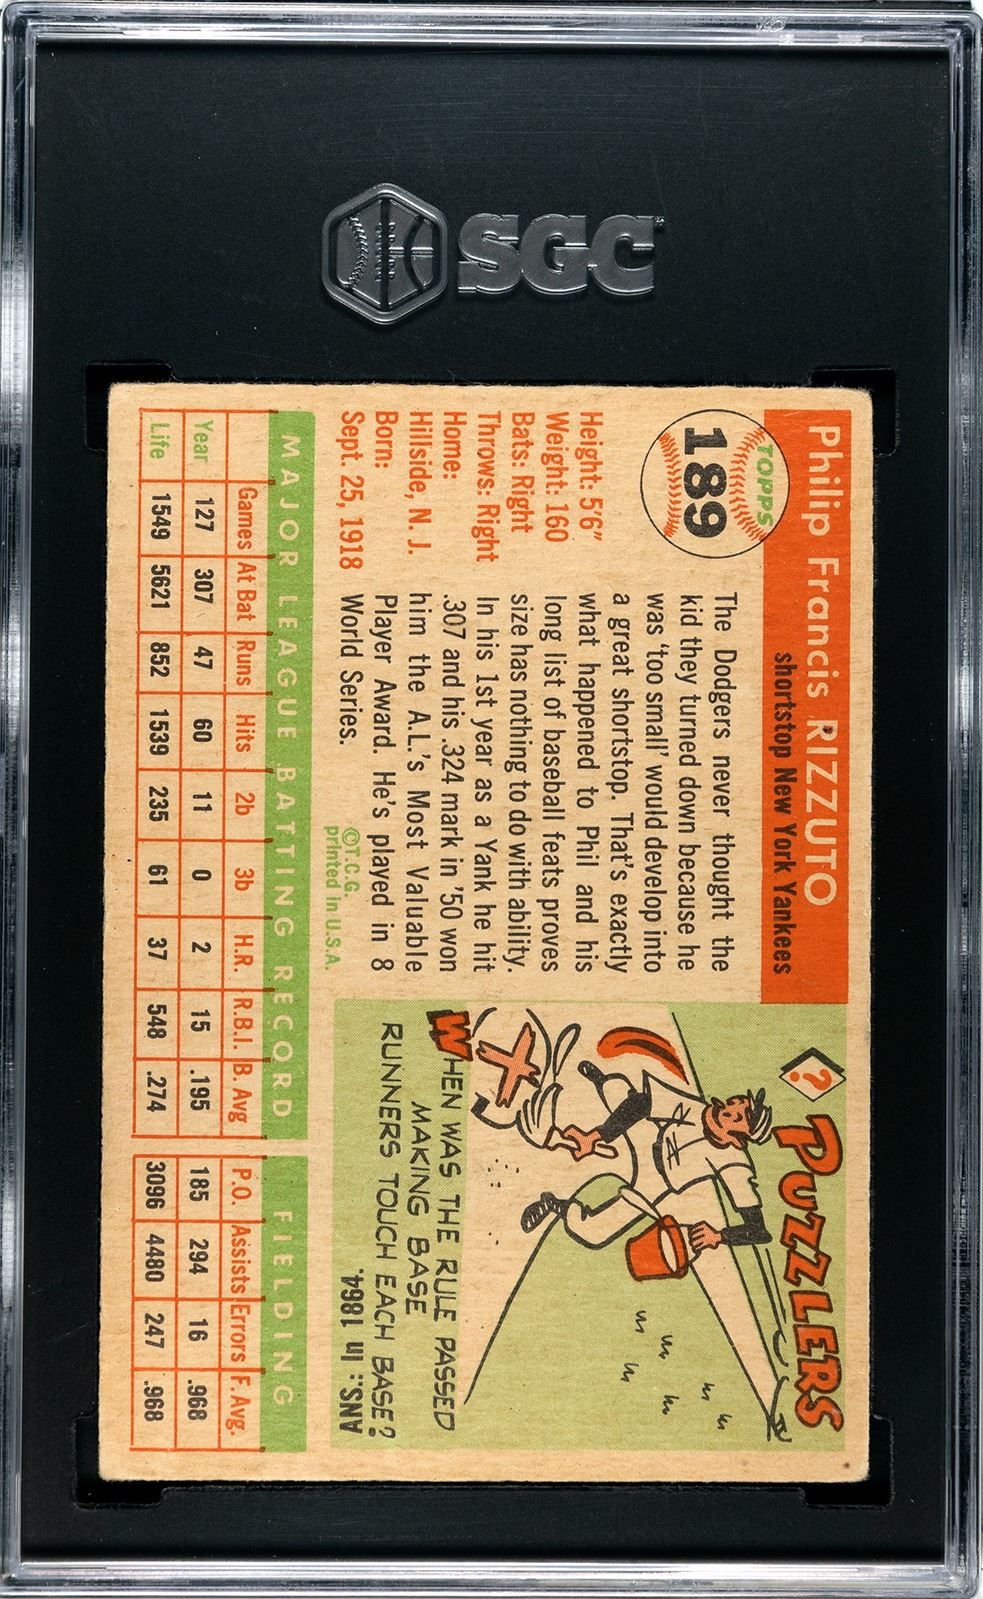 SGC
Philip Francis RIZZUTO
shortstop New York Yankees
TOPPS
189
Height: 5'6"
Weight: 160
Bats: Right
Throws: Right
Home:
Hillside, N. J.
Born:
Sept. 25, 1918
The Dodgers never thought the
kid they turned down because he
was 'too small' would develop into
a great shortstop. That's exactly
what happened to Phil and his
long list of baseball feats proves
size has nothing to do with ability.
In his 1st year as a Yank he hit
.307 and his .324 mark in '50 won
him the A.L.'s Most Valuable
Player Award. He's played in 8
World Series.
©T.C.G.
printed in U.S.A.
? PUZZLERS
WHEN WAS THE RULE PASSED
MAKING BASE
RUNNERS TOUCH EACH BASE?
ANS.: In 1864.
MAJOR LEAGUE BATTING RECORD FIELDING
Games At Bat Runs Hits 2b 3b H.R. R.B.I. B. Avg P.O. Assists Errors F. Avg.
Year 127 307 47 60 11 0 2 15 .195 185 294 16 .968
Life 1549 5621 852 1539 235 61 37 548 .274 3096 4480 247 .968